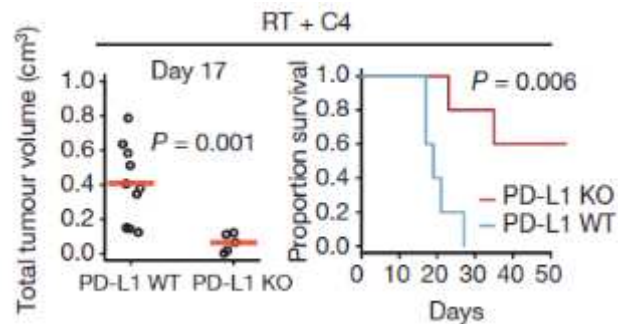 RT + C4
Total tumour volume (cm³)
Day 17
P = 0.001
1.0
0.8
0.6
0.4
0.2
0.0
PD-L1 WT
PD-L1 KO
Proportion survival
P = 0.006
1.0
0.8
0.6
0.4
0.2
0.0
PD-L1 KO
PD-L1 WT
0 10 20 30 40 50
Days